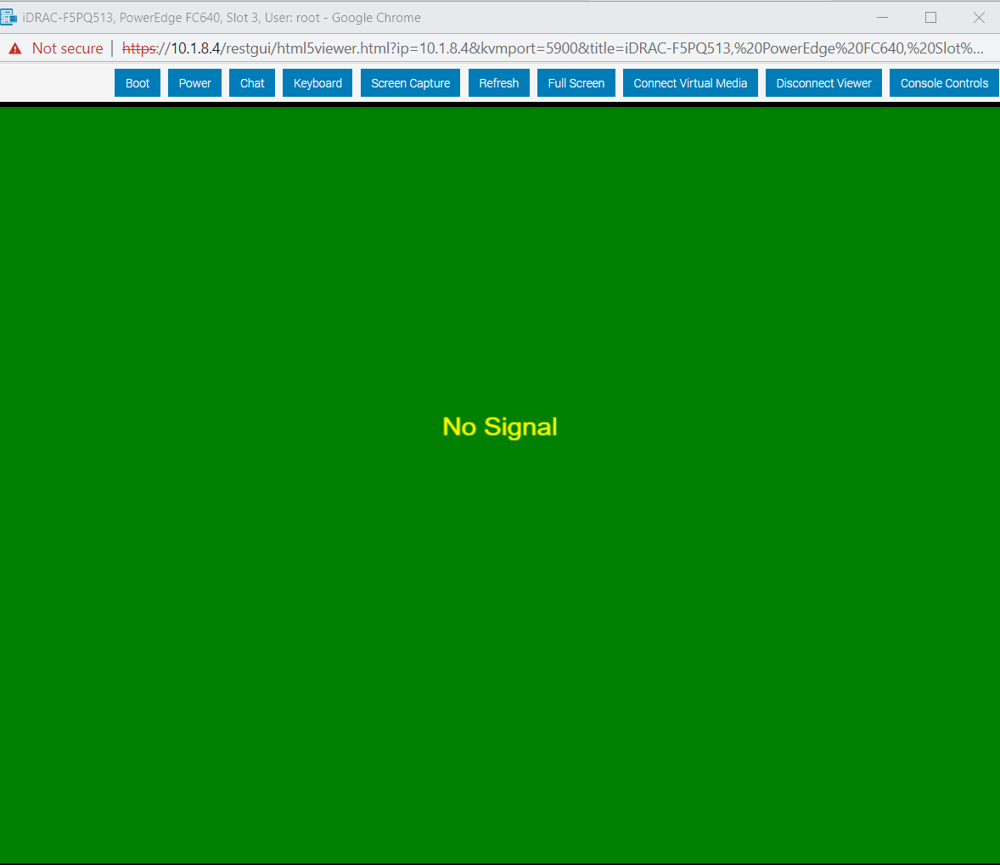 iDRAC-F5PQ513, PowerEdge FC640, Slot 3, User: root - Google Chrome
Not secure | https://10.1.8.4/restgui/html5viewer.html?ip=10.1.8.4&kvmport=5900&title=iDRAC-F5PQ513,%20PowerEdge%20FC640,%20Slot%...
Boot Power Chat Keyboard Screen Capture Refresh Full Screen Connect Virtual Media Disconnect Viewer Console Controls
No Signal